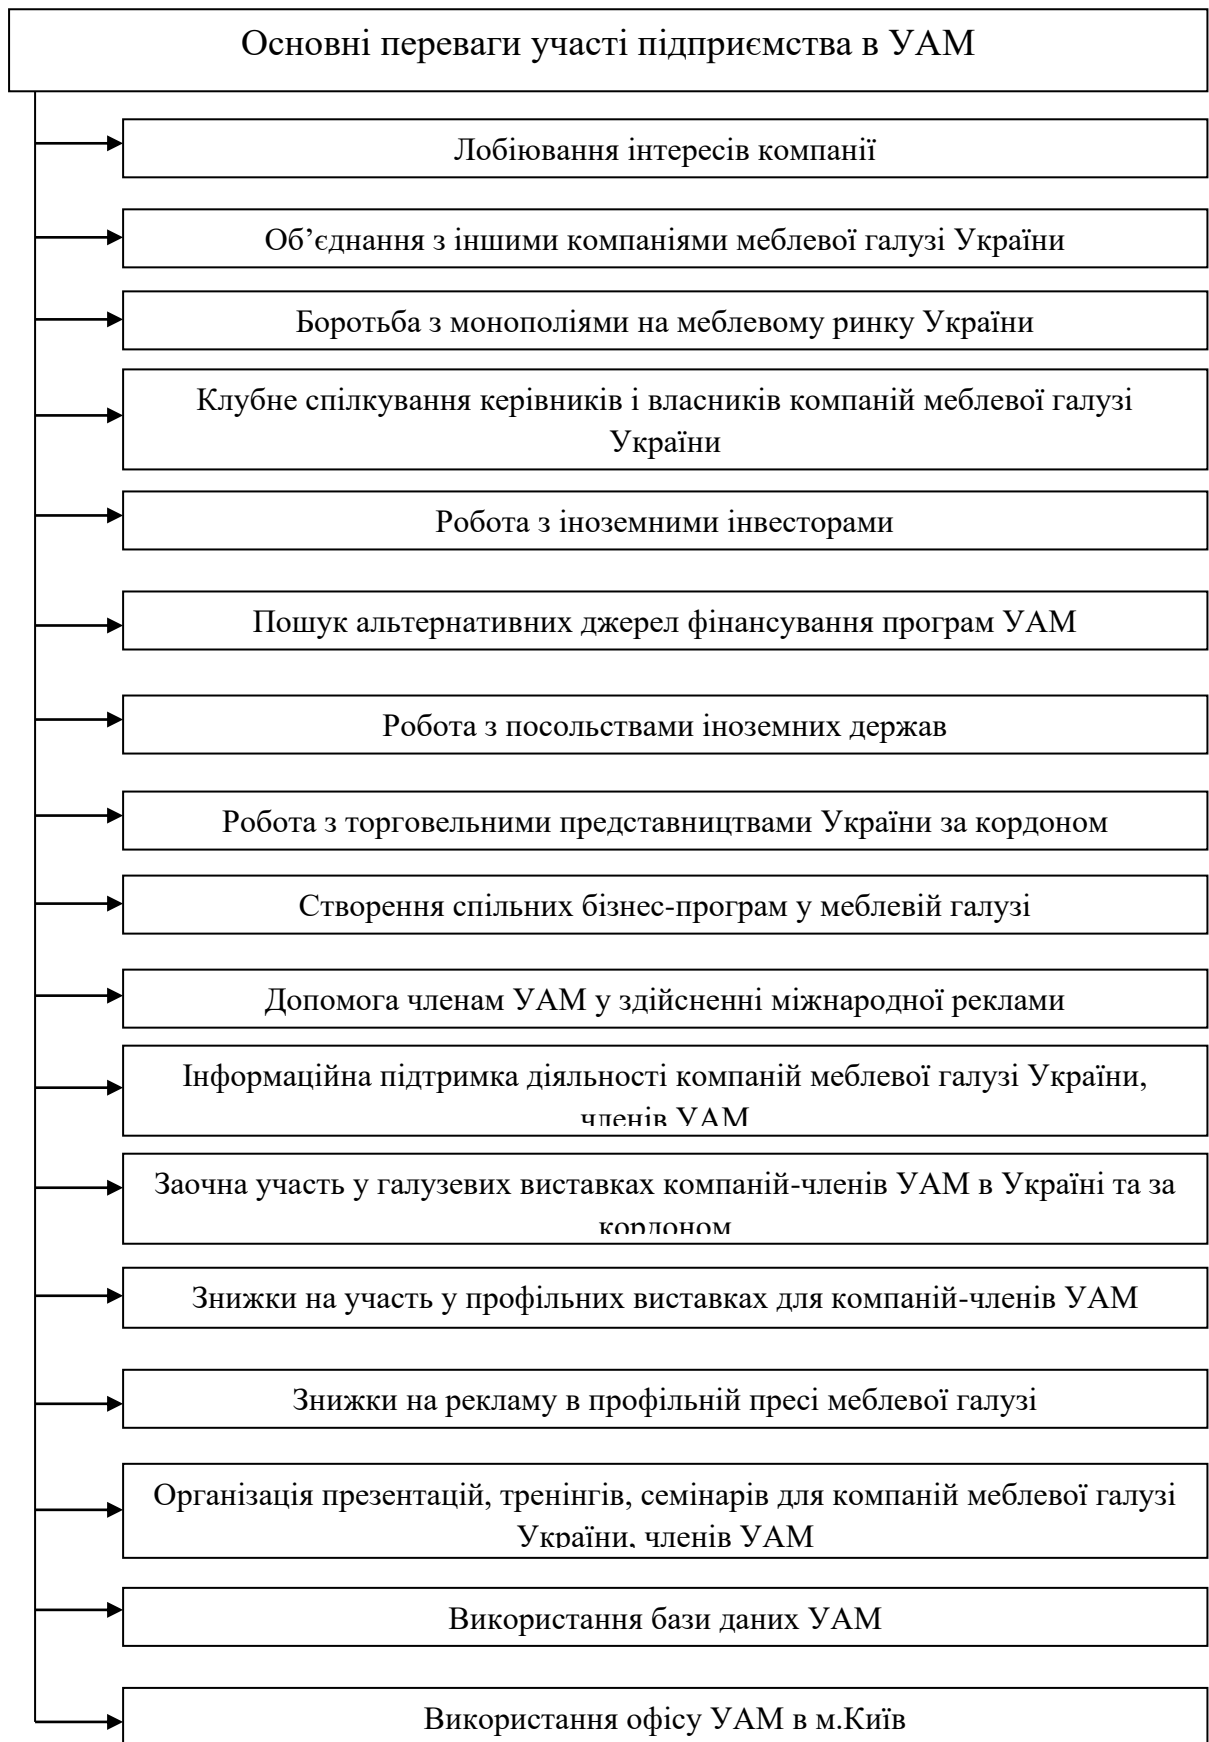 Основні переваги участі підприємства в УАМ
Лобіювання інтересів компанії
Об’єднання з іншими компаніями меблевої галузі України
Боротьба з монополіями на меблевому ринку України
Клубне спілкування керівників і власників компаній меблевої галузі
України
Робота з іноземними інвесторами
Пошук альтернативних джерел фінансування програм УАМ
Робота з посольствами іноземних держав
Робота з торговельними представництвами України за кордоном
Створення спільних бізнес-програм у меблевій галузі
Допомога членам УАМ у здійсненні міжнародної реклами
Інформаційна підтримка діяльності компаній меблевої галузі України,
членів УАМ
Заочна участь у галузевих виставках компаній-членів УАМ в Україні та за
кордоном
Знижки на участь у профільних виставках для компаній-членів УАМ
Знижки на рекламу в профільній пресі меблевої галузі
Організація презентацій, тренінгів, семінарів для компаній меблевої галузі
України, членів УАМ
Використання бази даних УАМ
Використання офісу УАМ в м.Київ